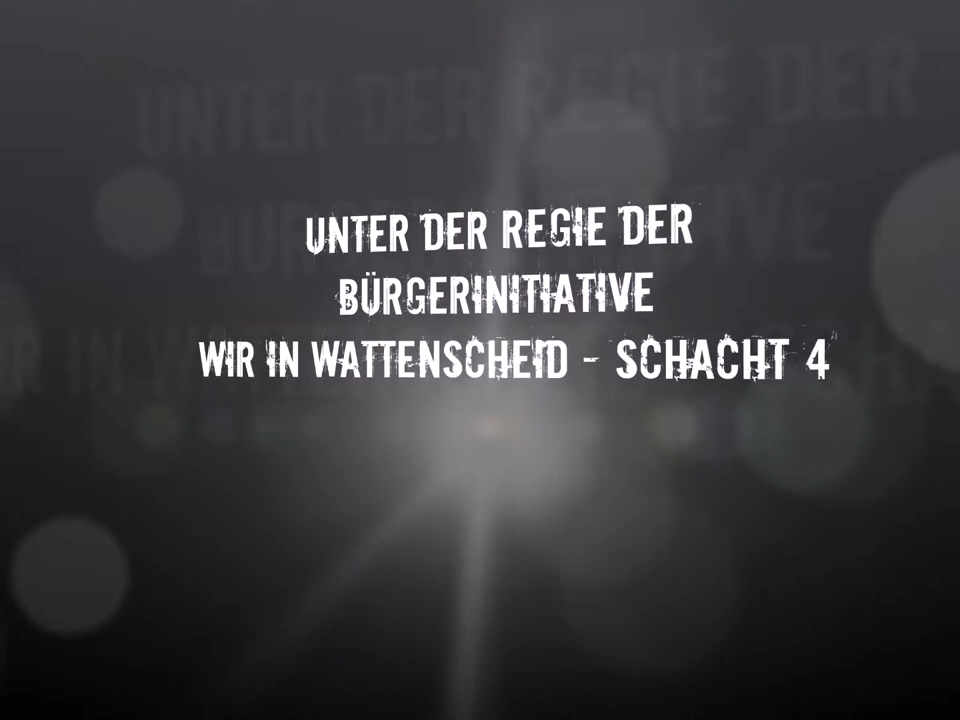 UNTER DER REGIE DER
BÜRGERINITIATIVE
WIR IN WATTENSCHEID - SCHACHT 4